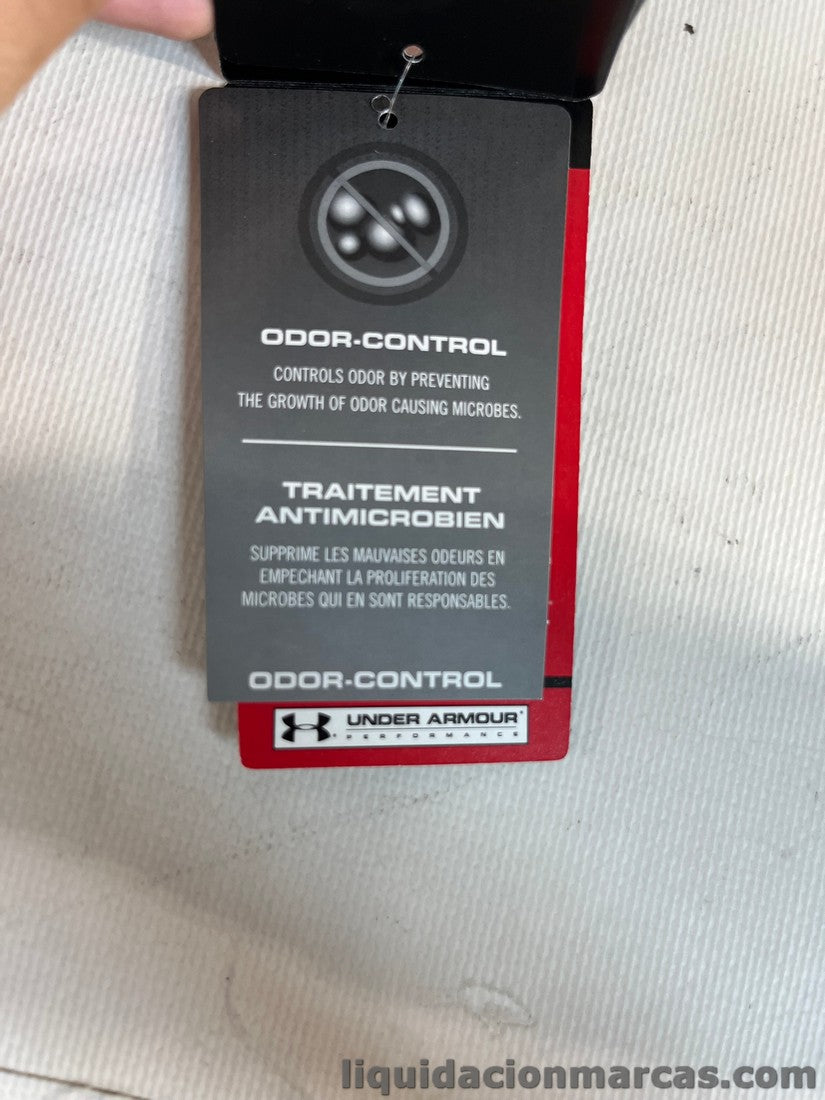 ODOR-CONTROL
CONTROLS ODOR BY PREVENTING
THE GROWTH OF ODOR CAUSING MICROBES.
TRAITEMENT
ANTIMICROBIEN
SUPPRIME LES MAUVAISES ODEURS EN
EMPECHANT LA PROLIFERATION DES
MICROBES QUI EN SONT RESPONSABLES.
ODOR-CONTROL
UNDER ARMOUR
PERFORMANCE
liquidacionmarcas.com